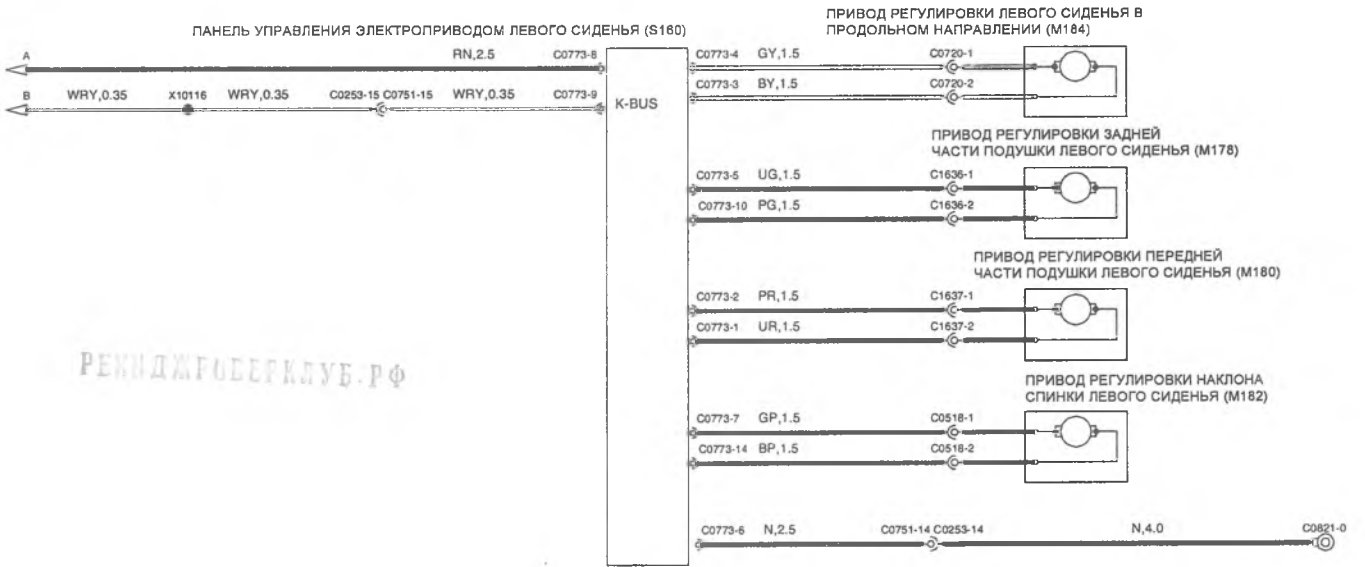 ПАНЕЛЬ УПРАВЛЕНИЯ ЭЛЕКТРОПРИВОДОМ ЛЕВОГО СИДЕНЬЯ (S160)
ПРИВОД РЕГУЛИРОВКИ ЛЕВОГО СИДЕНЬЯ В
ПРОДОЛЬНОМ НАПРАВЛЕНИИ (M184)
A RN,2.5 C0773-8
C0773-4 GY,1.5 C0720-1
B WRY,0.35 X10116 WRY,0.35 C0253-15 C0751-15 WRY,0.35 C0773-9
K-BUS
C0773-3 BY,1.5 C0720-2
ПРИВОД РЕГУЛИРОВКИ ЗАДНЕЙ
ЧАСТИ ПОДУШКИ ЛЕВОГО СИДЕНЬЯ (M178)
C0773-5 UG,1.5 C1636-1
C0773-10 PG,1.5 C1636-2
ПРИВОД РЕГУЛИРОВКИ ПЕРЕДНЕЙ
ЧАСТИ ПОДУШКИ ЛЕВОГО СИДЕНЬЯ (M180)
C0773-2 PR,1.5 C1637-1
C0773-1 UR,1.5 C1637-2
ПРИВОД РЕГУЛИРОВКИ НАКЛОНА
СПИНКИ ЛЕВОГО СИДЕНЬЯ (M182)
C0773-7 GP,1.5 C0518-1
C0773-14 BP,1.5 C0518-2
C0773-6 N,2.5 C0751-14 C0253-14 N,4.0 C0821-0